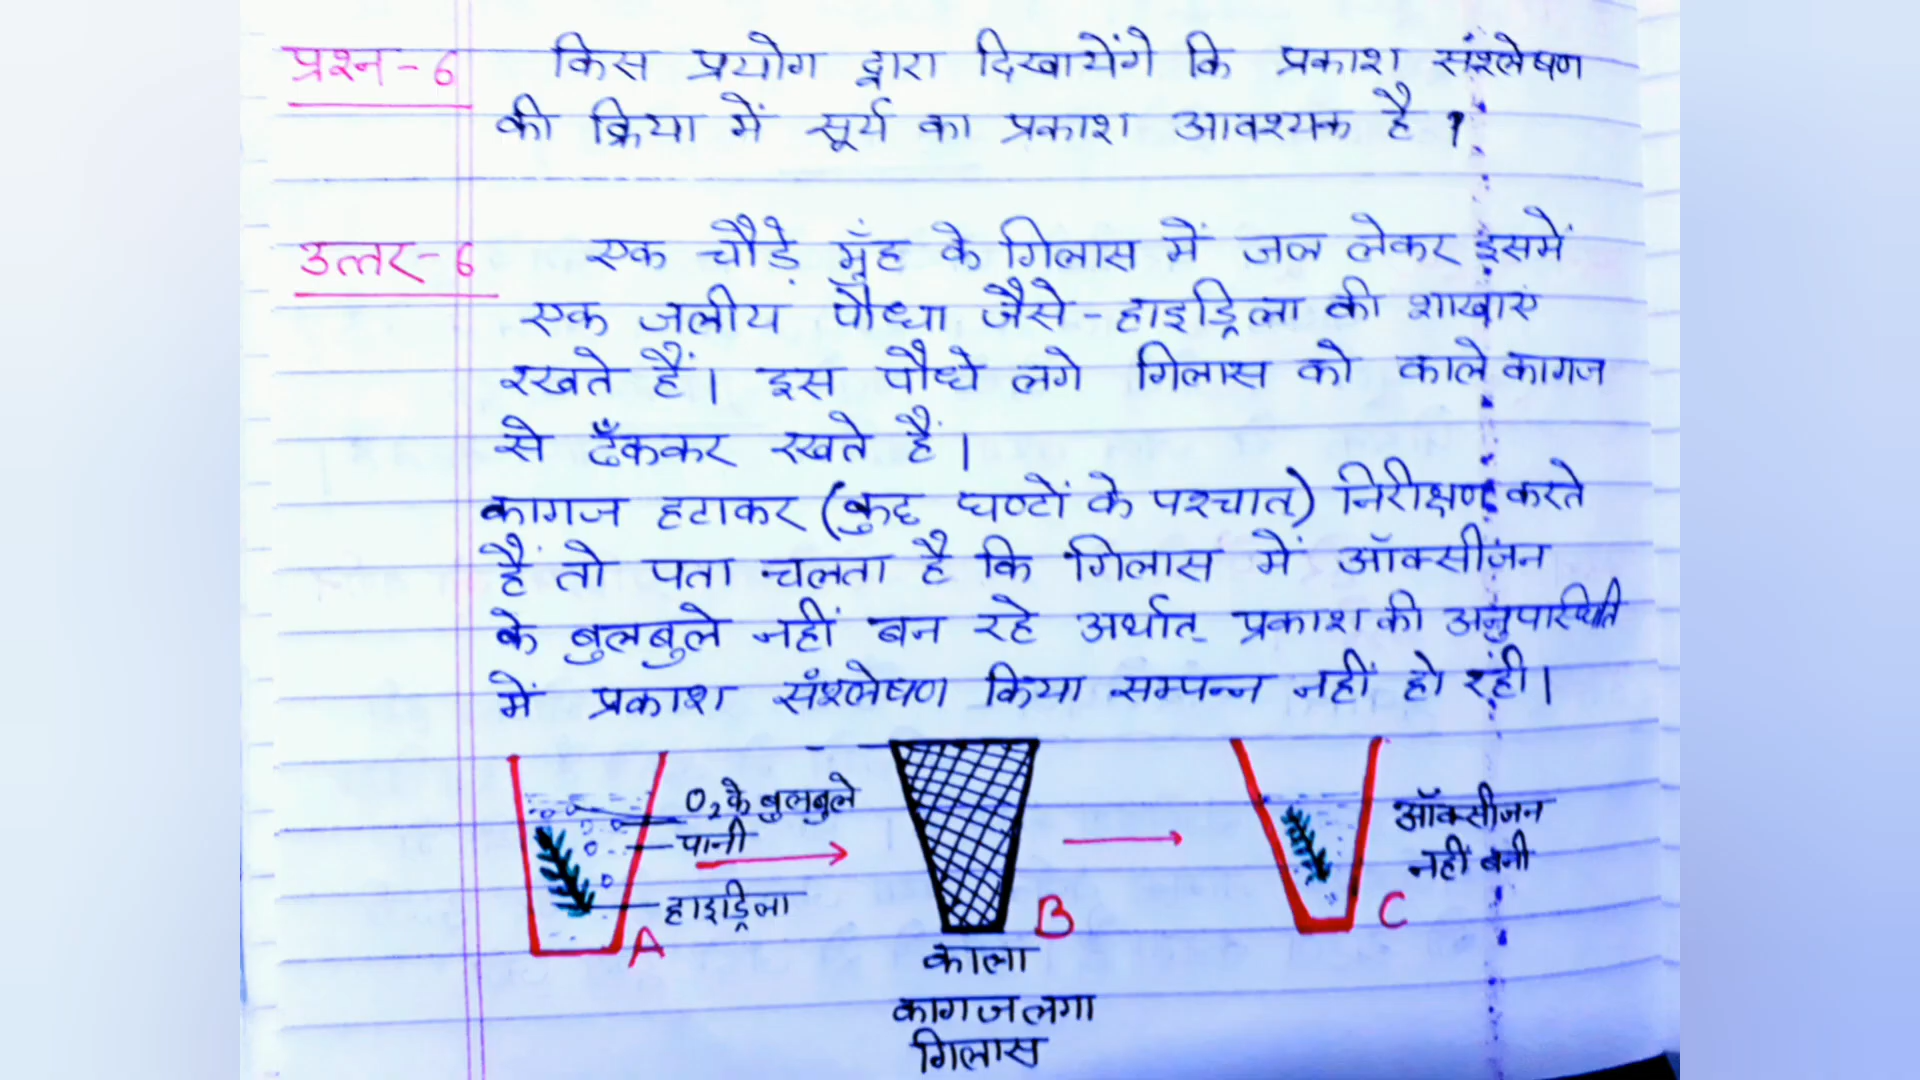 प्रश्न-6 किस प्रयोग द्वारा दिखायेंगे कि प्रकाश संश्लेषण
की क्रिया में सूर्य का प्रकाश आवश्यक है ?
उत्तर-6 एक चौड़े मुँह के गिलास में जल लेकर इसमें
एक जलीय पौधा जैसे-हाइड्रिला की शाखाएं
रखते हैं। इस पौधे लगे गिलास को काले कागज
से ढँककर रखते हैं।
कागज हटाकर (कुछ घण्टों के पश्चात) निरीक्षण करते
हैं तो पता चलता है कि गिलास में ऑक्सीजन
के बुलबुले नहीं बन रहे अर्थात् प्रकाश की अनुपस्थिति
में प्रकाश संश्लेषण क्रिया सम्पन्न नहीं हो रही।
O₂ के बुलबुले
पानी
हाइड्रिला
A
B
काला
कागज लगा
गिलास
ऑक्सीजन
नहीं बनी
C